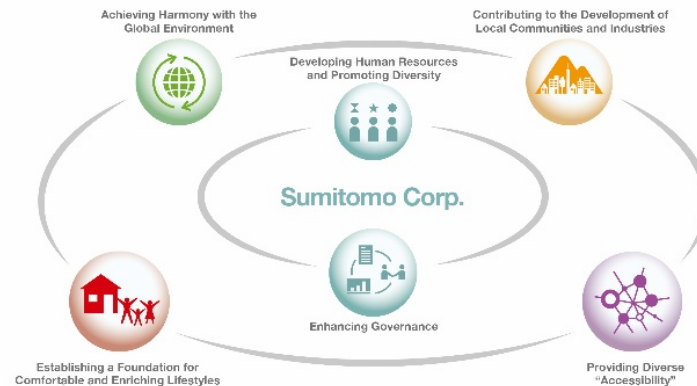 Achieving Harmony with the
Global Environment
Contributing to the Development of
Local Communities and Industries
Developing Human Resources
and Promoting Diversity
Sumitomo Corp.
Enhancing Governance
Establishing a Foundation for
Comfortable and Enriching Lifestyles
Providing Diverse
“Accessibility”